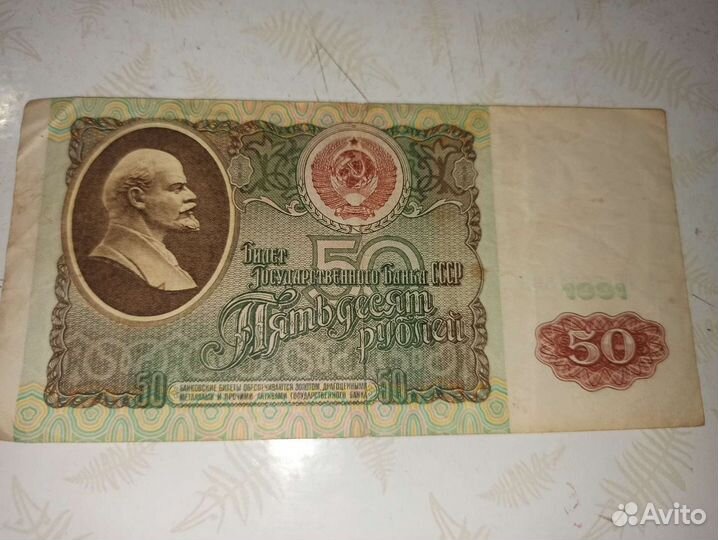 50
Билет
Государственного Банка СССР
Пятьдесят
рублей
50 БАНКОВСКИЕ БИЛЕТЫ ОБЕСПЕЧИВАЮТСЯ ЗОЛОТОМ, ДРАГОЦЕННЫМИ 50
МЕТАЛЛАМИ И ПРОЧИМИ АКТИВАМИ ГОСУДАРСТВЕННОГО БАНКА
1991
50
Avito